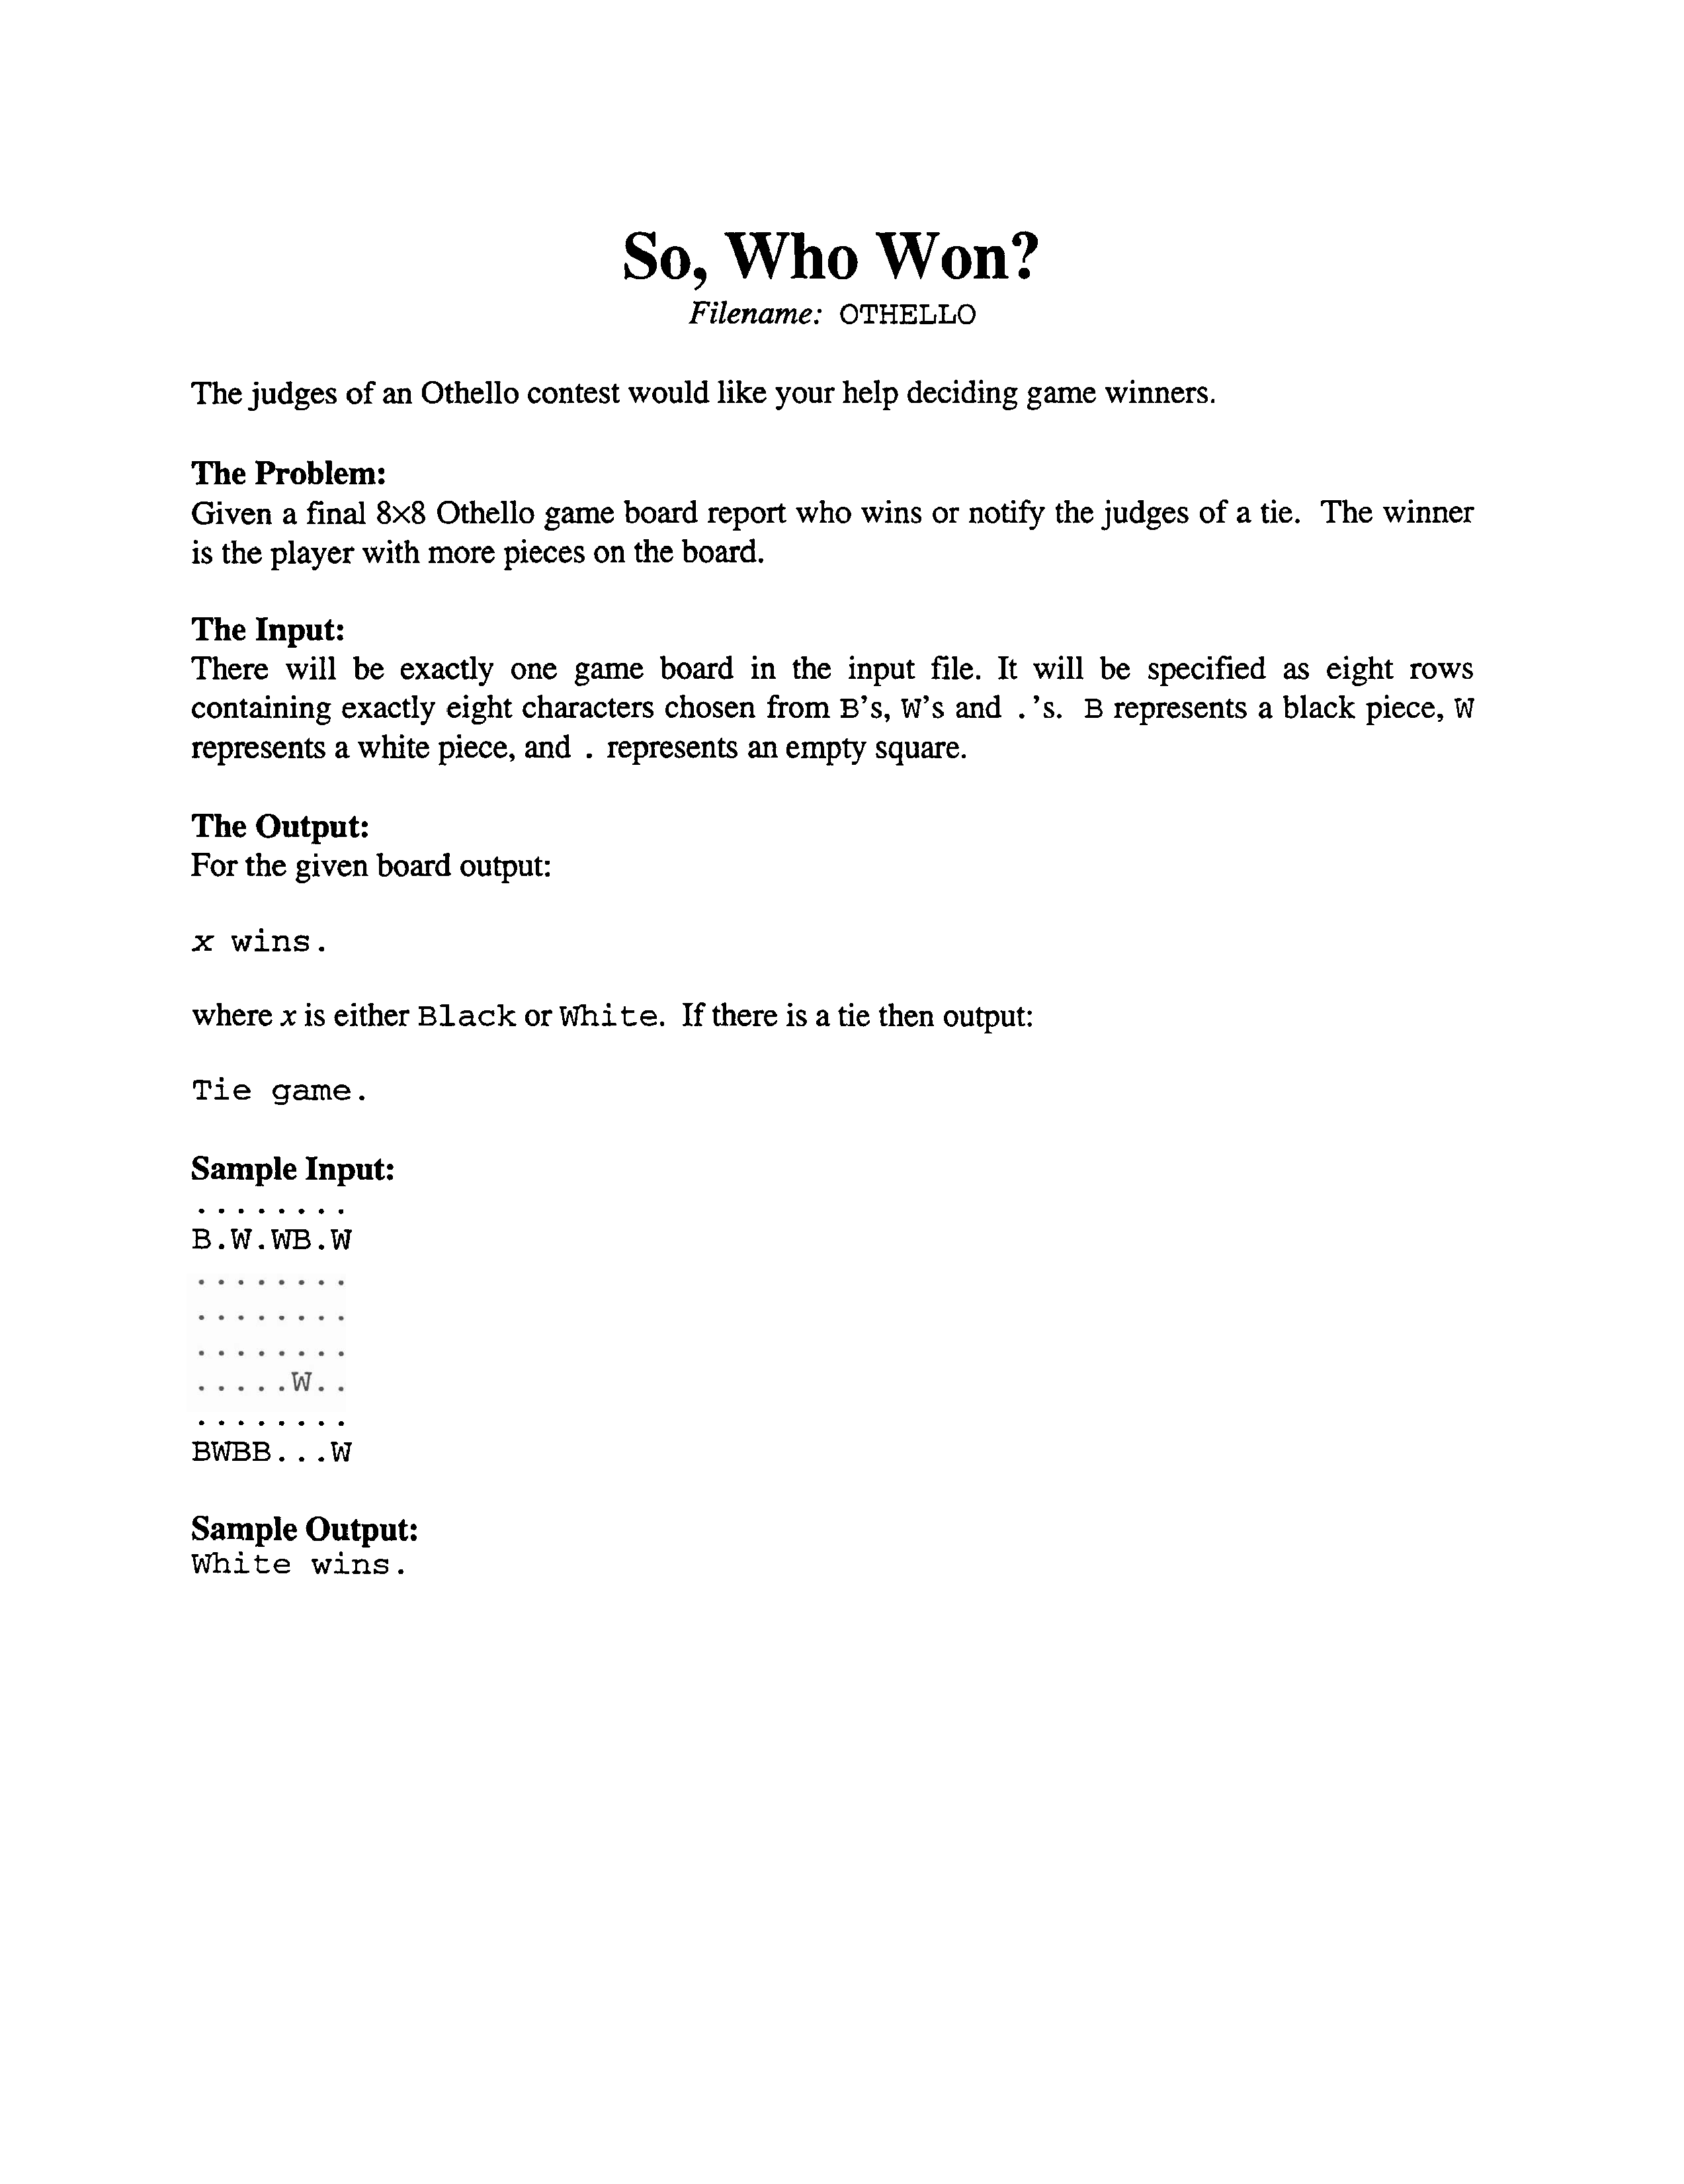 So, Who Won?
Filename: OTHELLO
The judges of an Othello contest would like your help deciding game winners.
The Problem:
Given a final 8×8 Othello game board report who wins or notify the judges of a tie. The winner
is the player with more pieces on the board.
The Input:
There will be exactly one game board in the input file. It will be specified as eight rows
containing exactly eight characters chosen from B's, W's and .'s. B represents a black piece, W
represents a white piece, and . represents an empty square.
The Output:
For the given board output:
x wins.
where x is either Black or White. If there is a tie then output:
Tie game.
Sample Input:
........
B.W.WB.W
........
........
........
.....W..
........
BWBB...W
Sample Output:
White wins.